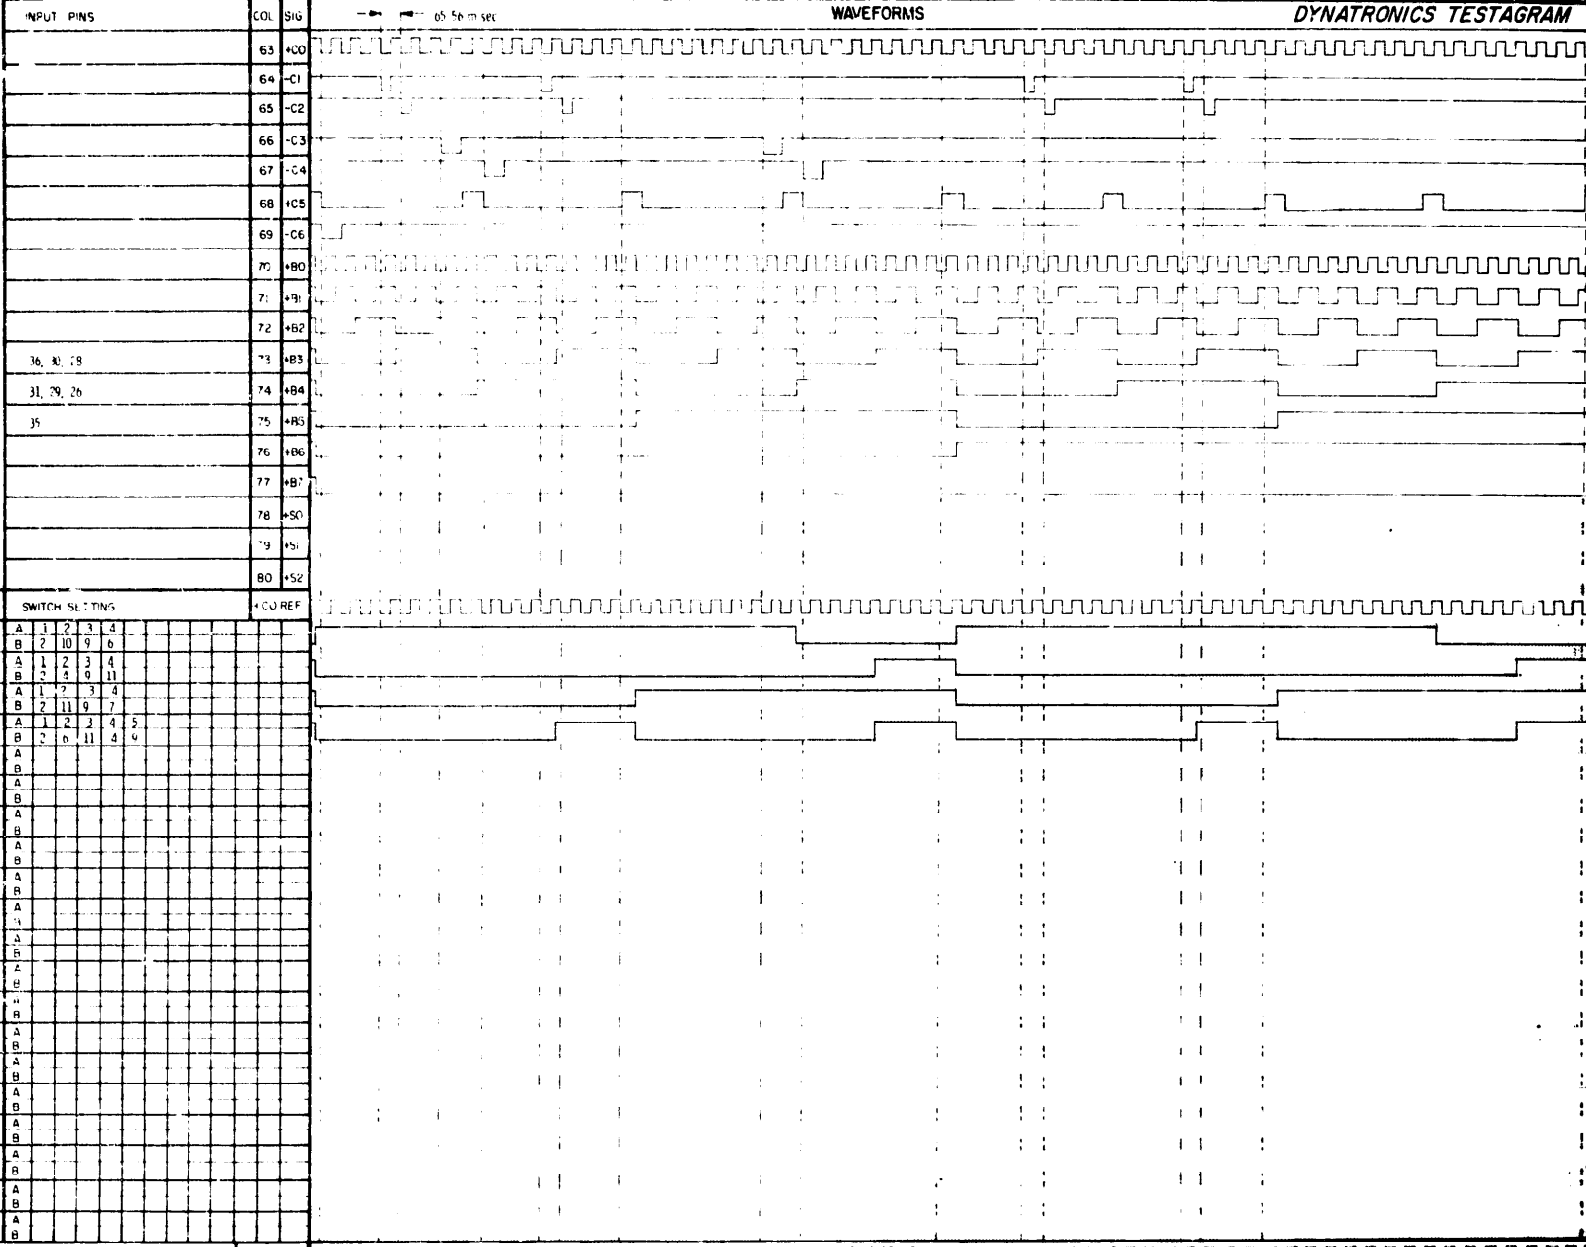 INPUT PINS COL SIG 65.56 m sec WAVEFORMS DYNATRONICS TESTAGRAM
63 +C0
64 -C1
65 -C2
66 -C3
67 -C4
68 +C5
69 -C6
70 +B0
71 +B1
72 +B2
36, 30, 28 73 +B3
31, 29, 26 74 +B4
35 75 +B5
76 +B6
77 +B7
78 +S0
79 +S1
80 +S2
SWITCH SETTING +C0 REF
A 1 2 3 4
B 2 10 9 6
A 1 2 3 4
B 2 4 9 11
A 1 2 3 4
B 2 11 9 7
A 1 2 3 4 5
B 2 6 11 4 9
A
B
A
B
A
B
A
B
A
B
A
A
B
B
B
A
B
A
B
A
B
A
B
A
B
A
B
A
B